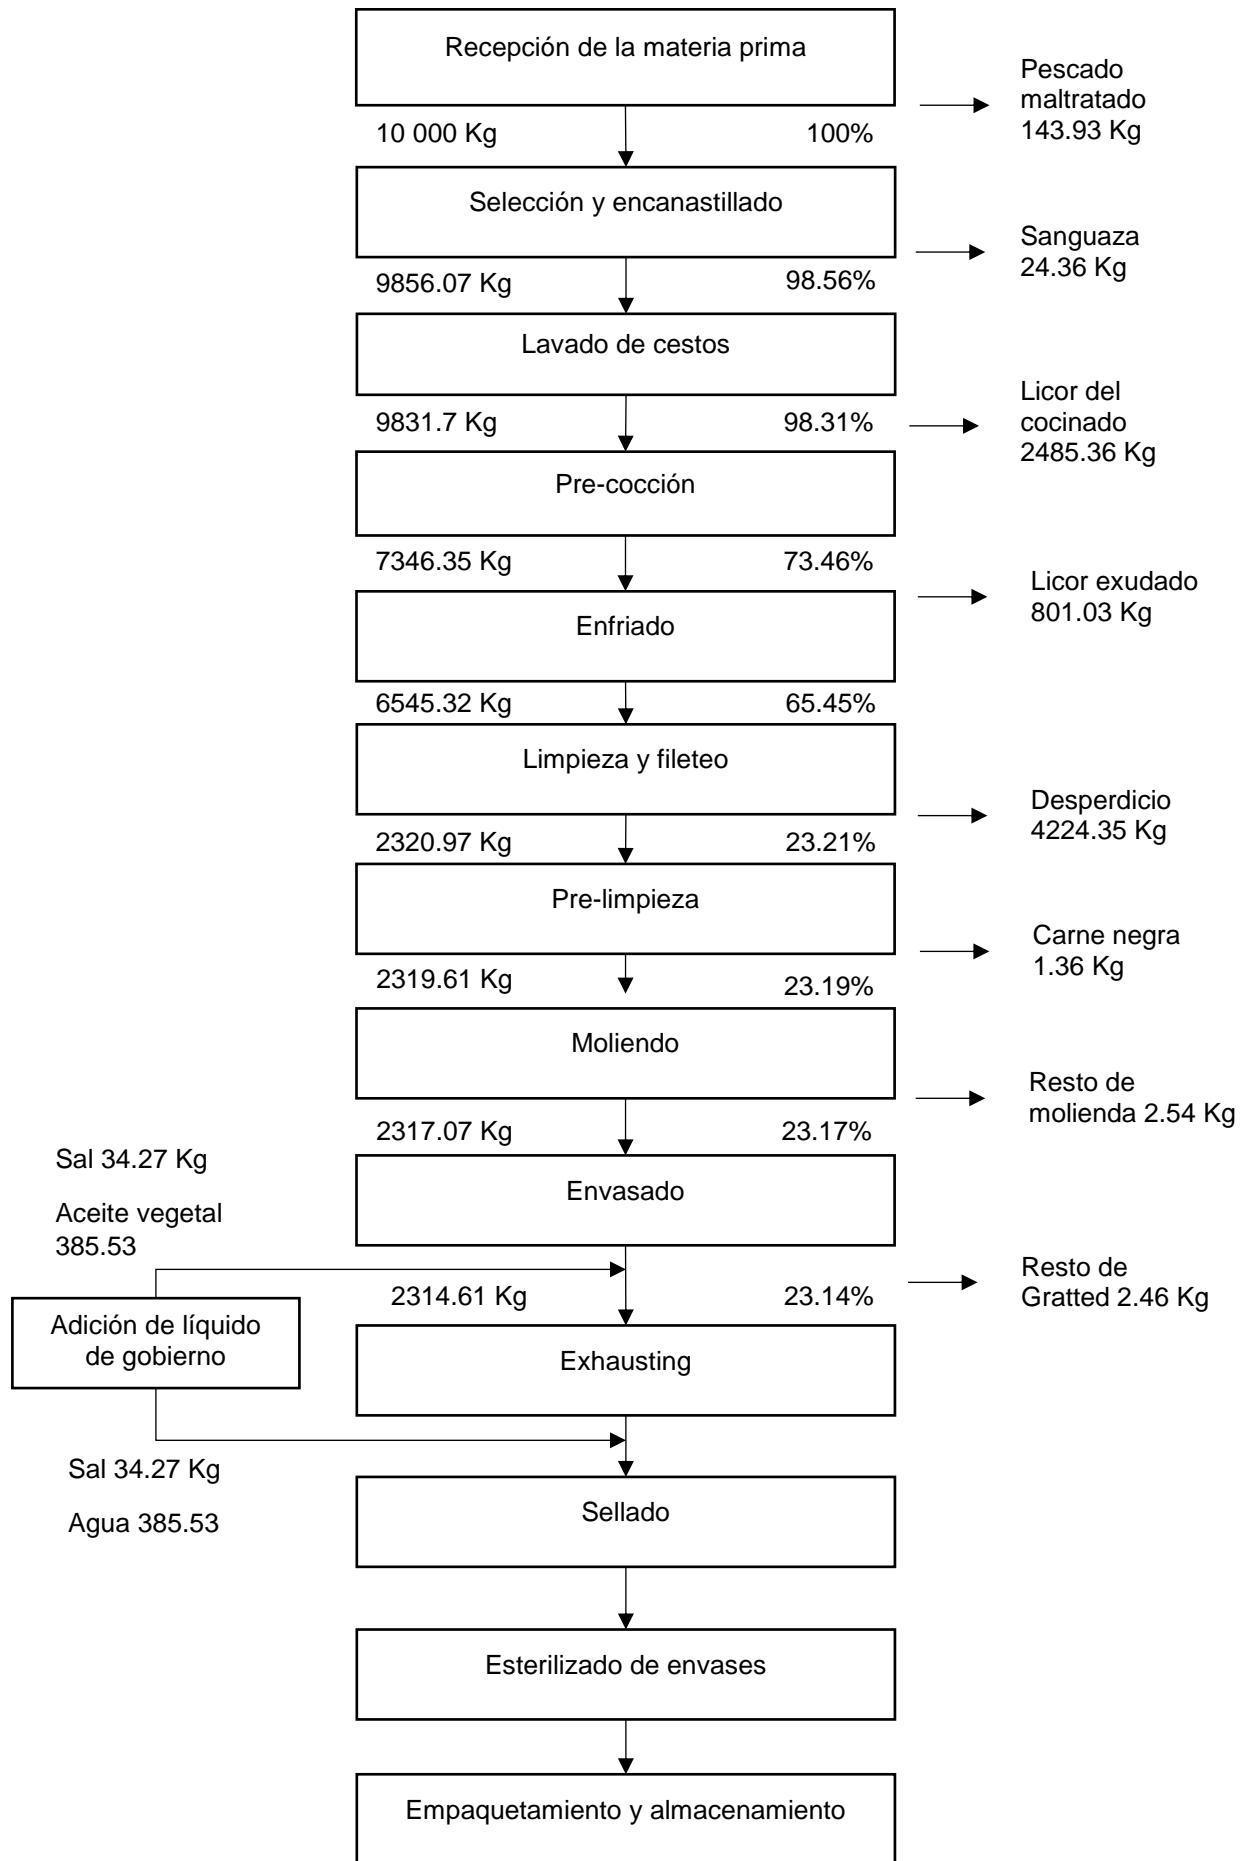 Recepción de la materia prima
Pescado
maltratado
143.93 Kg
10 000 Kg
100%
Selección y encanastillado
Sanguaza
24.36 Kg
9856.07 Kg
98.56%
Lavado de cestos
Licor del
cocinado
2485.36 Kg
9831.7 Kg
98.31%
Pre-cocción
7346.35 Kg
73.46%
Licor exudado
801.03 Kg
Enfriado
6545.32 Kg
65.45%
Limpieza y fileteo
Desperdicio
4224.35 Kg
2320.97 Kg
23.21%
Pre-limpieza
Carne negra
1.36 Kg
2319.61 Kg
23.19%
Moliendo
Resto de
molienda 2.54 Kg
2317.07 Kg
23.17%
Sal 34.27 Kg
Aceite vegetal
385.53
Envasado
Resto de
Gratted 2.46 Kg
2314.61 Kg
23.14%
Adición de líquido
de gobierno
Exhausting
Sal 34.27 Kg
Agua 385.53
Sellado
Esterilizado de envases
Empaquetamiento y almacenamiento